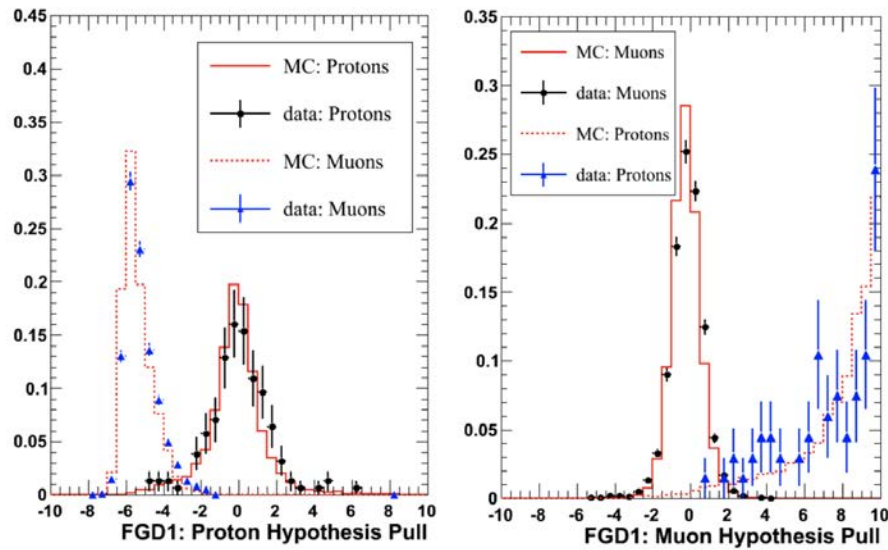 0.45
0.4
0.35
0.3
0.25
0.2
0.15
0.1
0.05
0
-10 -8 -6 -4 -2 0 2 4 6 8 10
FGD1: Proton Hypothesis Pull
MC: Protons
data: Protons
MC: Muons
data: Muons
0.35
0.3
0.25
0.2
0.15
0.1
0.05
0
-10 -8 -6 -4 -2 0 2 4 6 8 10
FGD1: Muon Hypothesis Pull
MC: Muons
data: Muons
MC: Protons
data: Protons